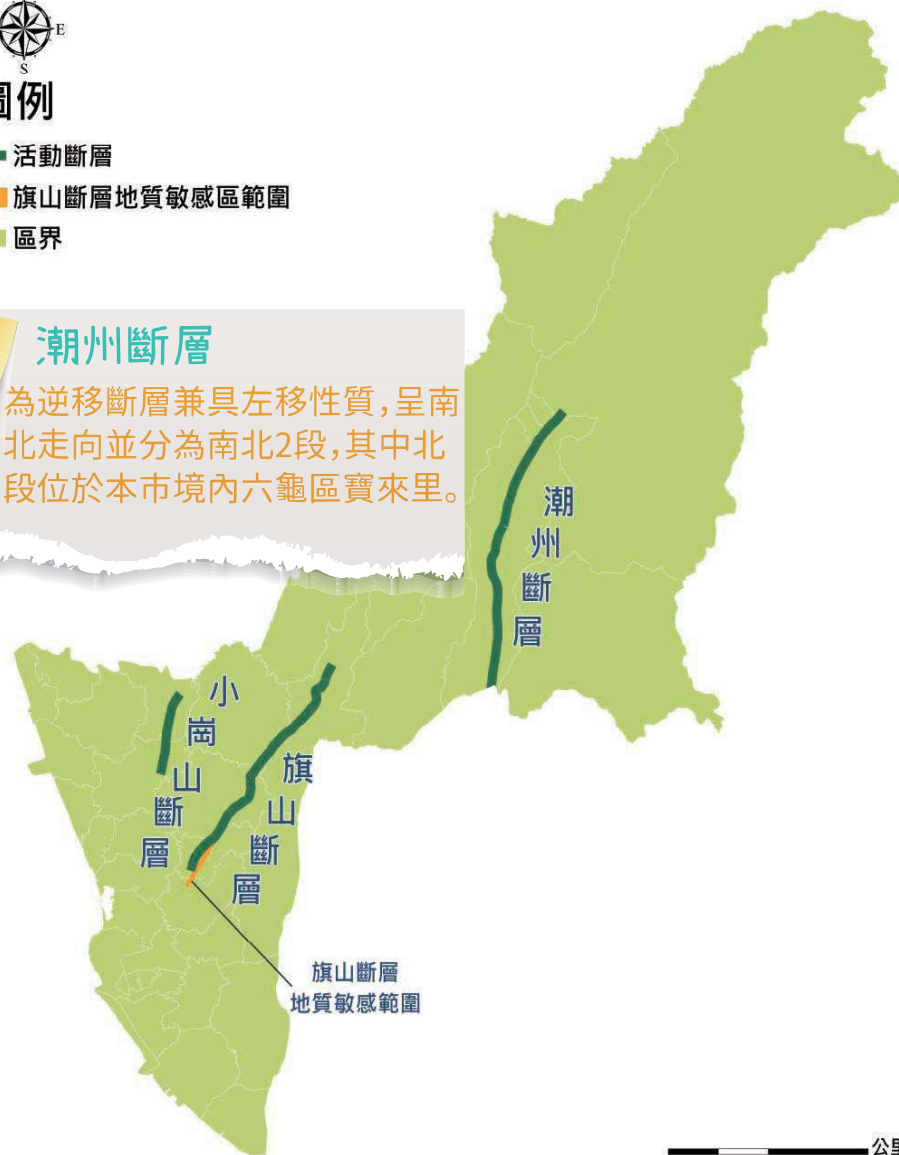 E
S
圖例
活動斷層
旗山斷層地質敏感區範圍
區界
潮州斷層
為逆移斷層兼具左移性質,呈南
北走向並分為南北2段,其中北
段位於本市境內六龜區寶來里。
潮州斷層
小崗山斷層
旗山斷層
旗山斷層
地質敏感範圍
公里